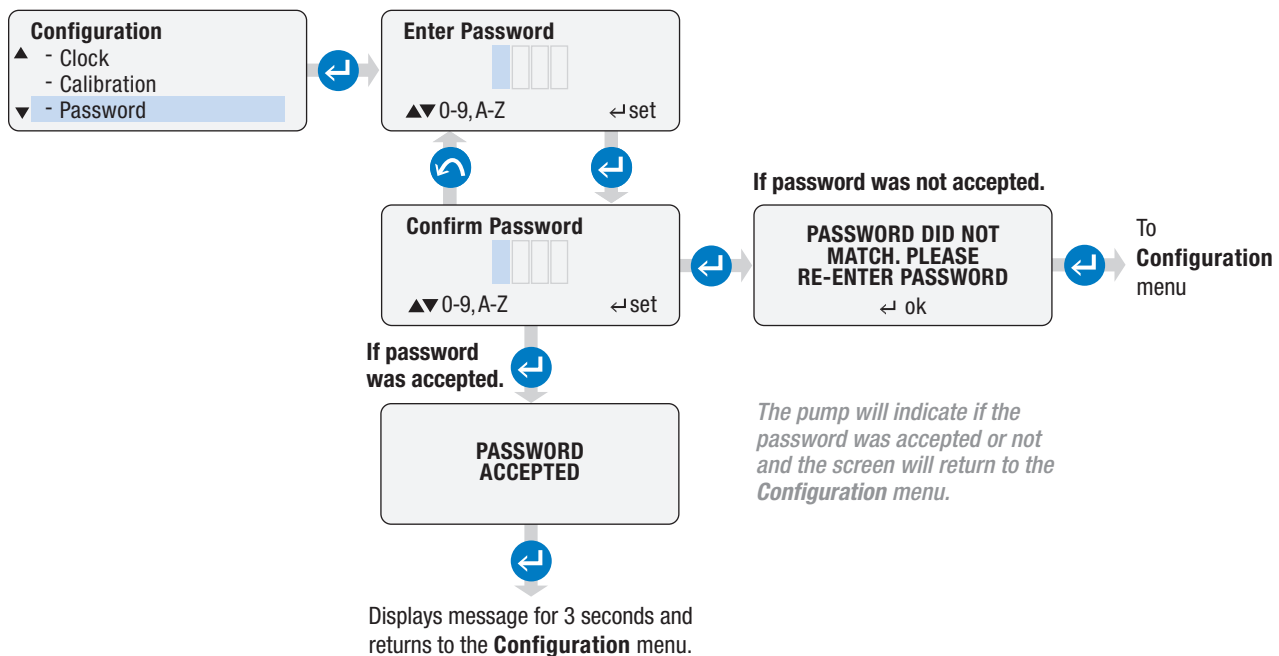 Configuration
▲ - Clock
- Calibration
▼ - Password
Enter Password
▲▼ 0-9, A-Z ↵ set
Confirm Password
▲▼ 0-9, A-Z ↵ set
If password was not accepted.
PASSWORD DID NOT
MATCH. PLEASE
RE-ENTER PASSWORD
↵ ok
To
Configuration
menu
If password
was accepted.
PASSWORD
ACCEPTED
The pump will indicate if the
password was accepted or not
and the screen will return to the
Configuration menu.
Displays message for 3 seconds and
returns to the Configuration menu.